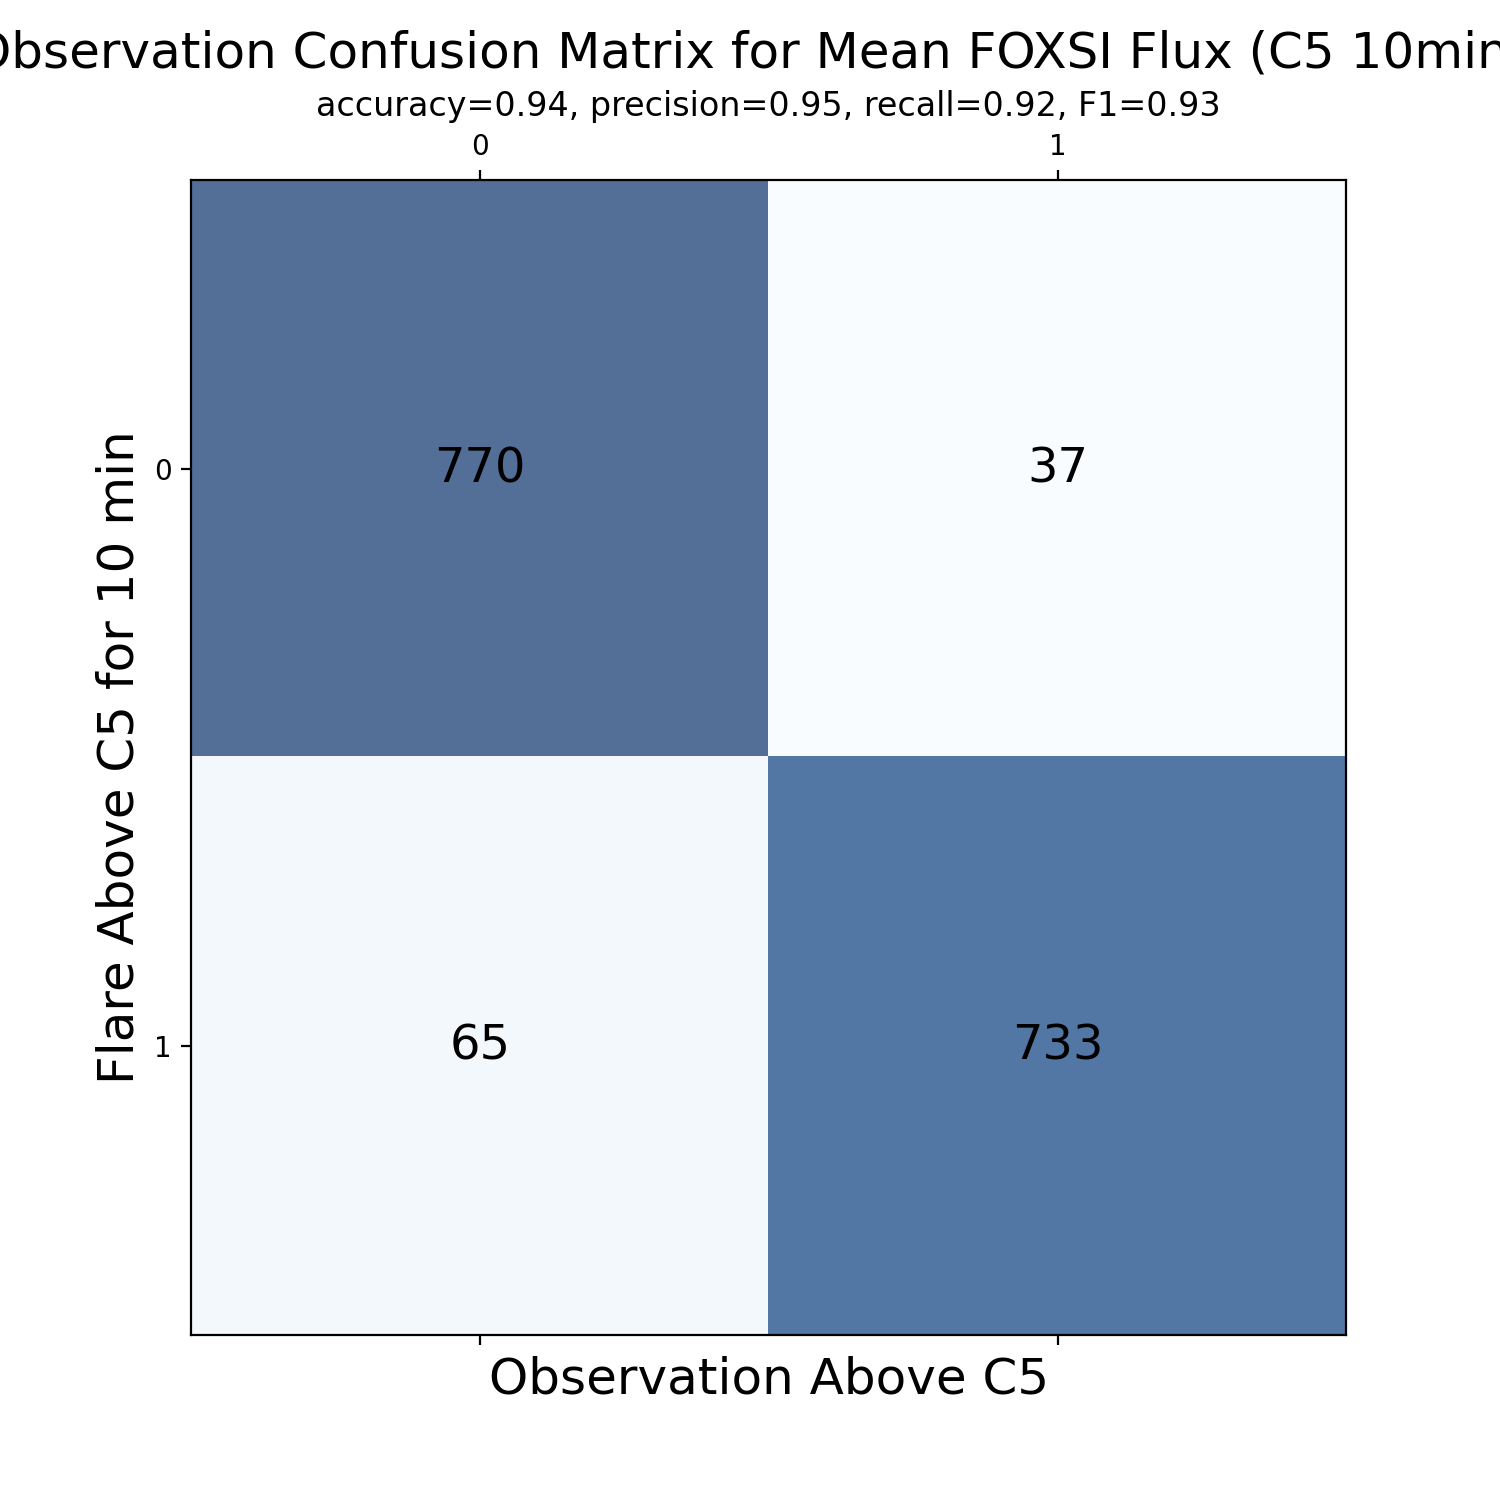 Observation Confusion Matrix for Mean FOXSI Flux (C5 10min
accuracy=0.94, precision=0.95, recall=0.92, F1=0.93
0 1
Flare Above C5 for 10 min
0
770 37
1
65 733
Observation Above C5